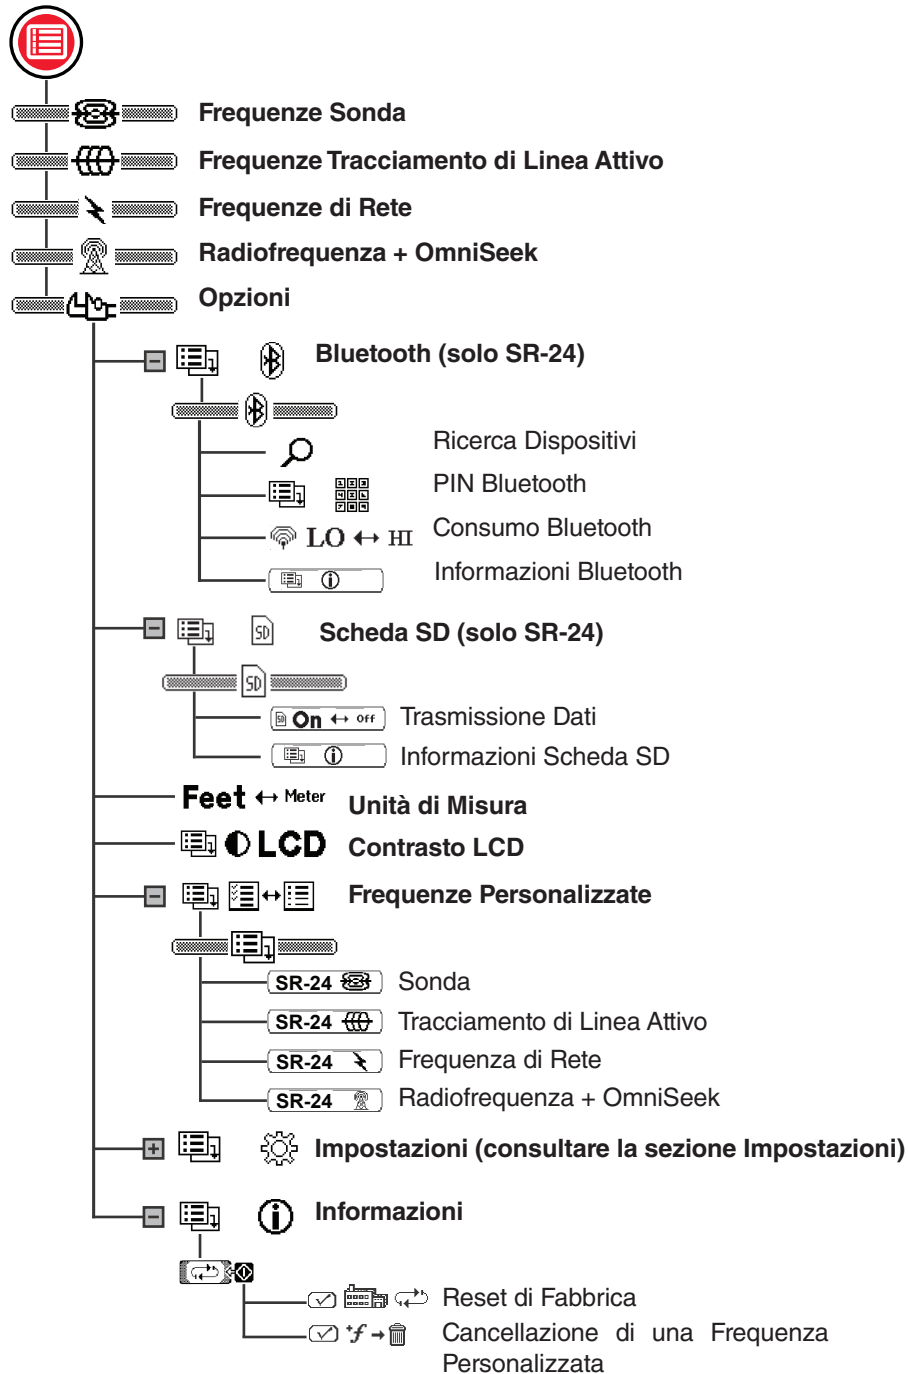 Frequenze Sonda
Frequenze Tracciamento di Linea Attivo
Frequenze di Rete
Radiofrequenza + OmniSeek
Opzioni
Bluetooth (solo SR-24)
Ricerca Dispositivi
PIN Bluetooth
LO ↔ HI Consumo Bluetooth
Informazioni Bluetooth
SD Scheda SD (solo SR-24)
SD
SD On ↔ Off Trasmissione Dati
Informazioni Scheda SD
Feet ↔ Meter Unità di Misura
LCD Contrasto LCD
Frequenze Personalizzate
SR-24 Sonda
SR-24 Tracciamento di Linea Attivo
SR-24 Frequenza di Rete
SR-24 Radiofrequenza + OmniSeek
Impostazioni (consultare la sezione Impostazioni)
Informazioni
Reset di Fabbrica
+f → Cancellazione di una Frequenza
Personalizzata